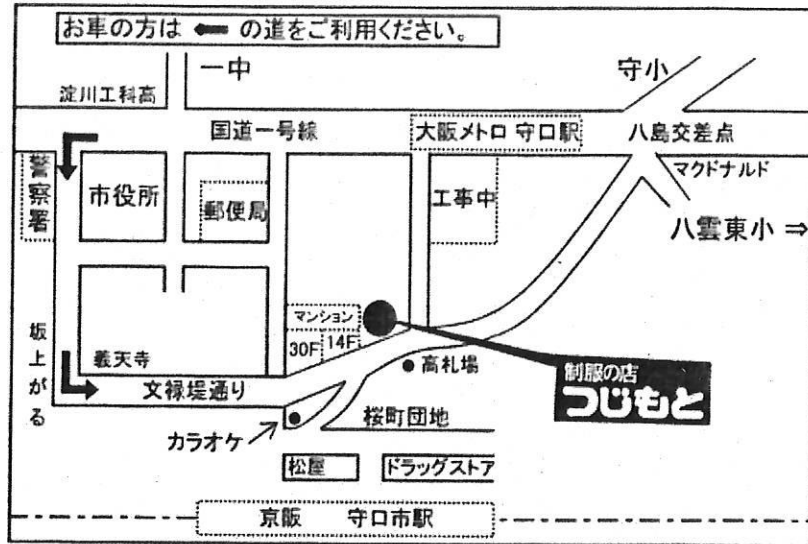 お車の方は ← の道をご利用ください。
一中
守小
淀川工科高
国道一号線
大阪メトロ 守口駅
八島交差点
マクドナルド
警察署
市役所
郵便局
工事中
八雲東小 ⇒
マンション
30F
14F
坂上がる
義天寺
高札場
制服の店
つじもと
文禄堤通り
カラオケ
桜町団地
松屋
ドラッグストア
京阪 守口市駅